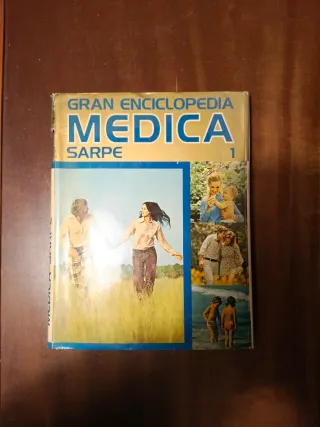 GRAN ENCICLOPEDIA
MEDICA
SARPE 1